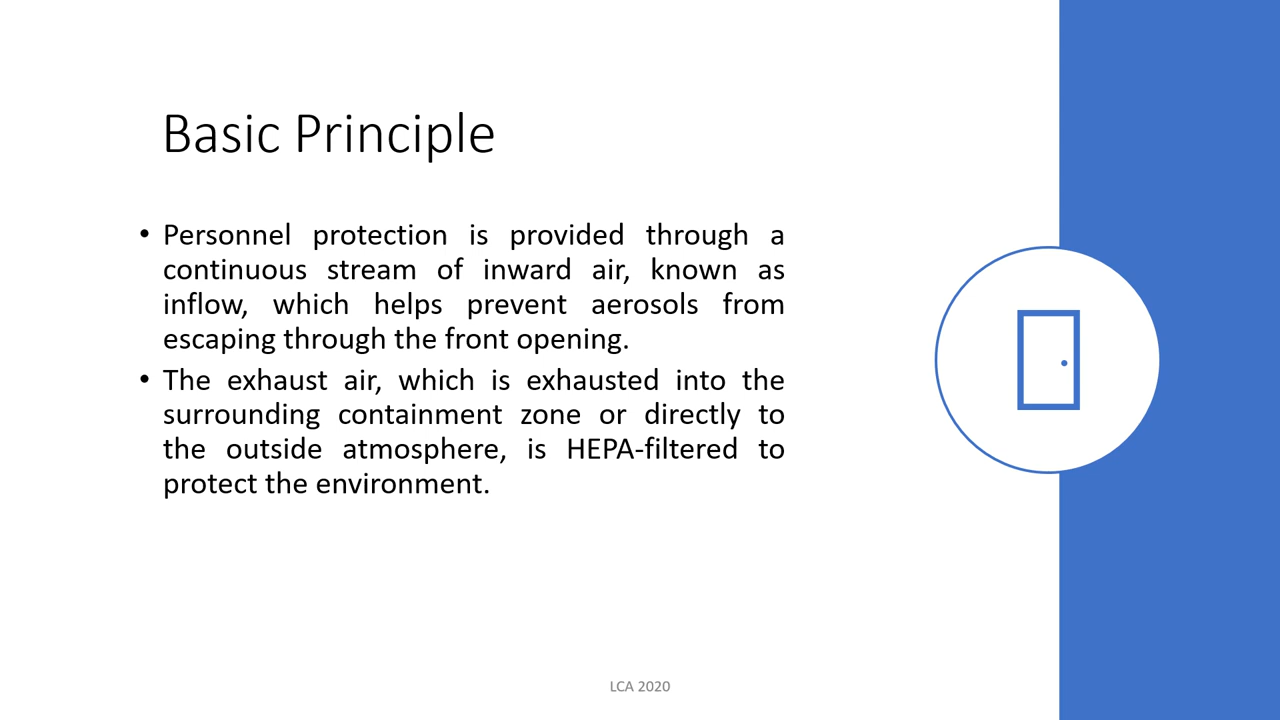 Basic Principle
• Personnel protection is provided through a
continuous stream of inward air, known as
inflow, which helps prevent aerosols from
escaping through the front opening.
• The exhaust air, which is exhausted into the
surrounding containment zone or directly to
the outside atmosphere, is HEPA-filtered to
protect the environment.
LCA 2020